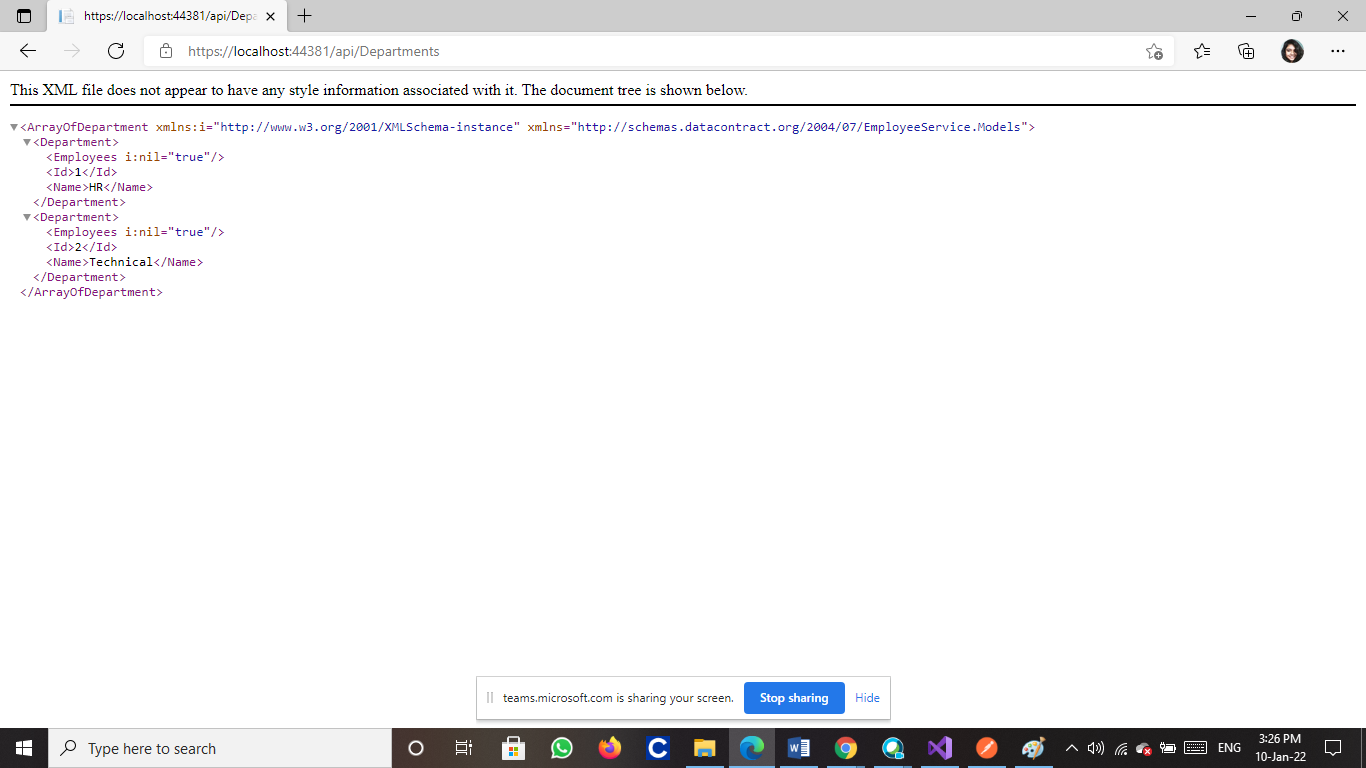 https://localhost:44381/api/Depa
https://localhost:44381/api/Departments
This XML file does not appear to have any style information associated with it. The document tree is shown below.
▼<ArrayOfDepartment xmlns:i="http://www.w3.org/2001/XMLSchema-instance" xmlns="http://schemas.datacontract.org/2004/07/EmployeeService.Models">
▼<Department>
<Employees i:nil="true"/>
<Id>1</Id>
<Name>HR</Name>
</Department>
▼<Department>
<Employees i:nil="true"/>
<Id>2</Id>
<Name>Technical</Name>
</Department>
</ArrayOfDepartment>
teams.microsoft.com is sharing your screen. Stop sharing Hide
Type here to search
ENG
3:26 PM
10-Jan-22